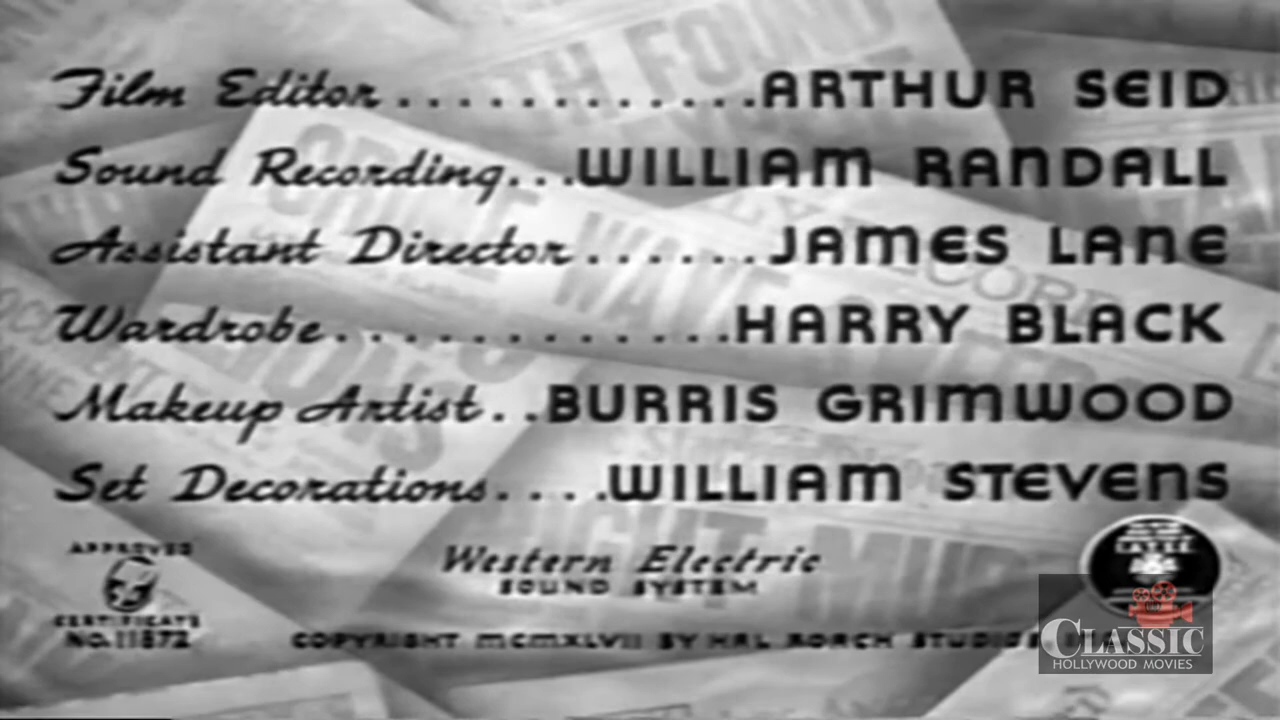 Film Editor.............ARTHUR SEID
Sound Recording...WILLIAM RANDALL
Assistant Director.......JAMES LANE
Wardrobe.............HARRY BLACK
Makeup Artist..BURRIS GRIMWOOD
Set Decorations....WILLIAM STEVENS
APPROVED
CERTIFICATE
NO.11872
Western Electric
SOUND SYSTEM
COPYRIGHT MCMXLVII BY HAL ROACH STUDIOS
CLASSIC
HOLLYWOOD MOVIES